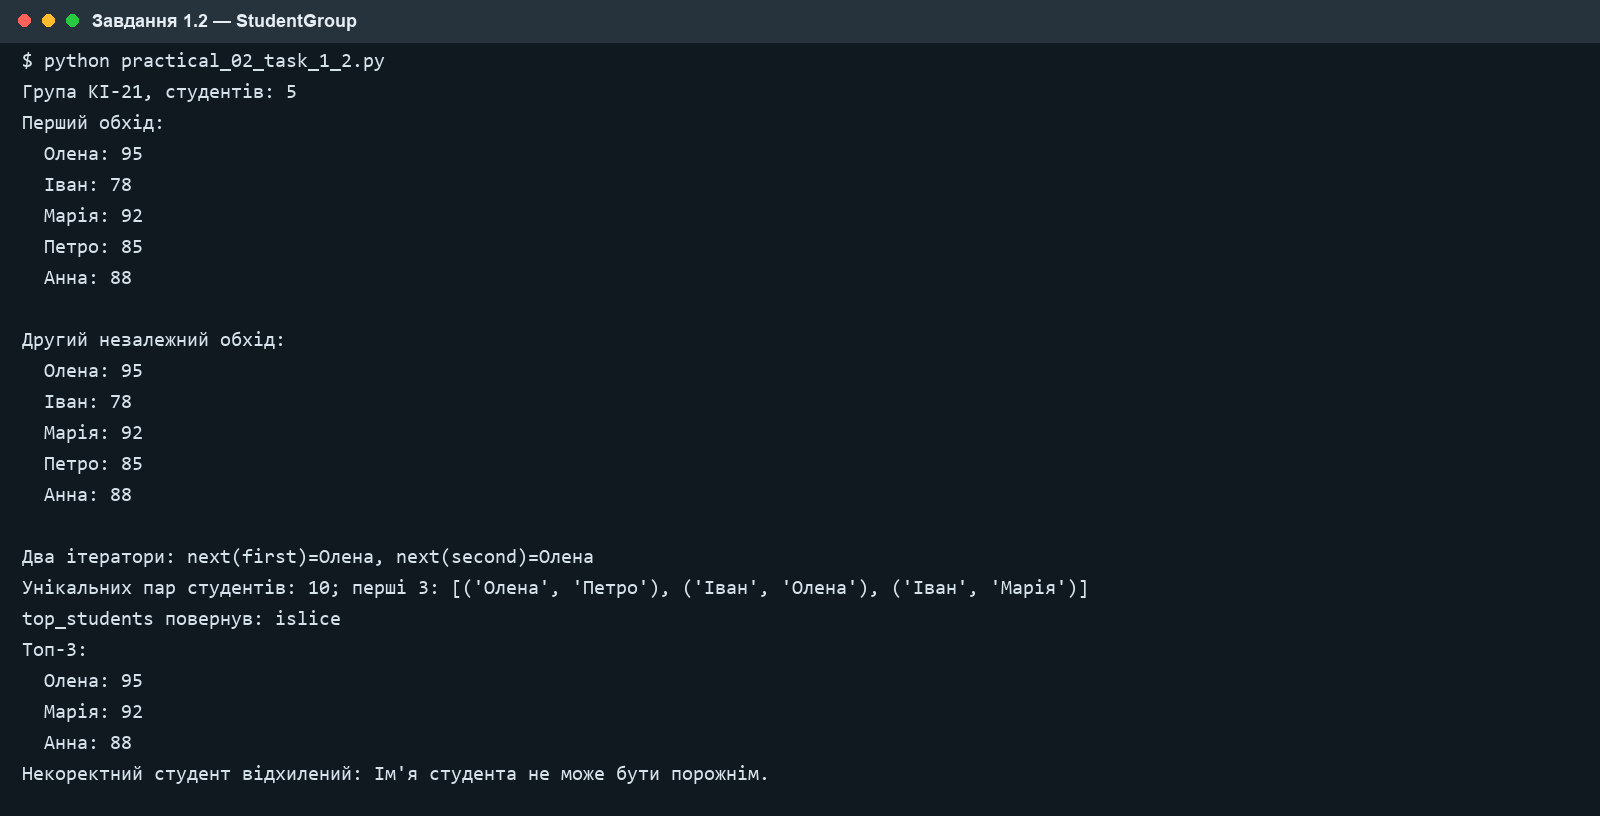 Завдання 1.2 — StudentGroup
$ python practical_02_task_1_2.py
Група КІ-21, студентів: 5
Перший обхід:
  Олена: 95
  Іван: 78
  Марія: 92
  Петро: 85
  Анна: 88
Другий незалежний обхід:
  Олена: 95
  Іван: 78
  Марія: 92
  Петро: 85
  Анна: 88
Два ітератори: next(first)=Олена, next(second)=Олена
Унікальних пар студентів: 10; перші 3: [('Олена', 'Петро'), ('Іван', 'Олена'), ('Іван', 'Марія')]
top_students повернув: islice
Топ-3:
  Олена: 95
  Марія: 92
  Анна: 88
Некоректний студент відхилений: Ім'я студента не може бути порожнім.